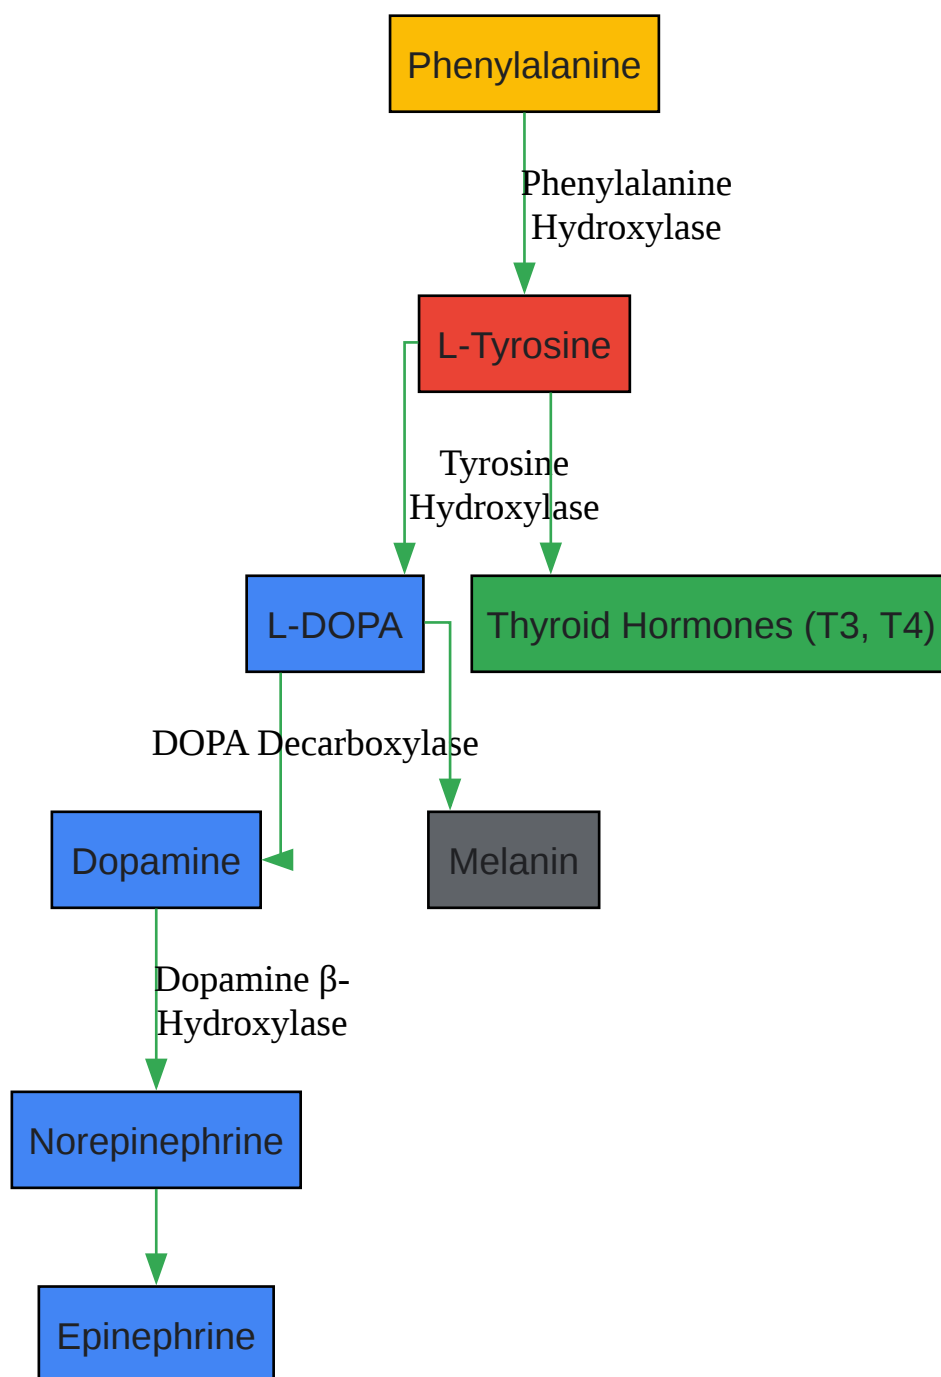 Phenylalanine
Phenylalanine
Hydroxylase
L-Tyrosine
Tyrosine
Hydroxylase
L-DOPA
Thyroid Hormones (T3, T4)
DOPA Decarboxylase
Dopamine
Melanin
Dopamine β-
Hydroxylase
Norepinephrine
Epinephrine